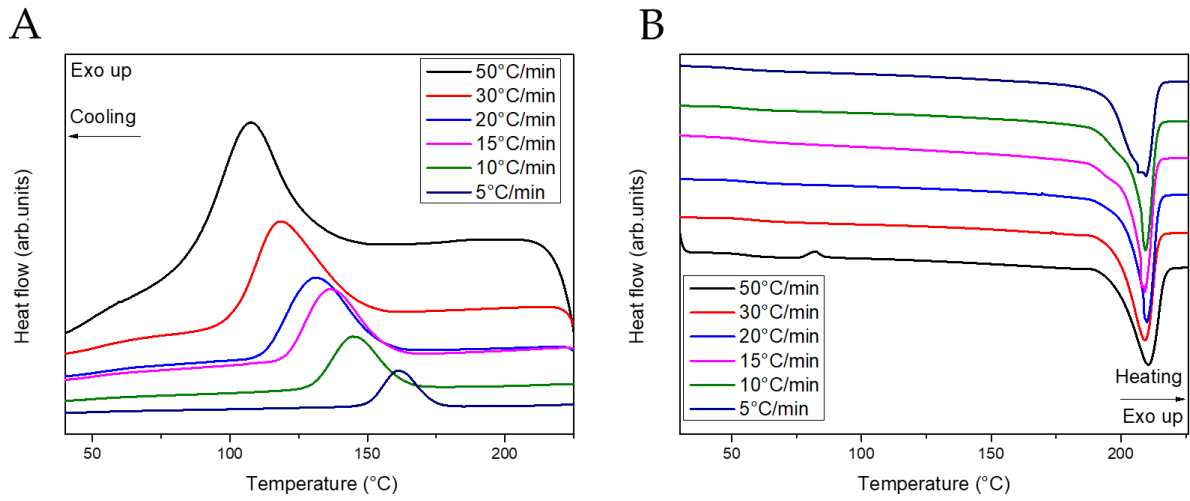 A
Exo up
Cooling
50°C/min
30°C/min
20°C/min
15°C/min
10°C/min
5°C/min
Heat flow (arb.units)
50
100
150
200
Temperature (°C)
B
Heat flow (arb.units)
50°C/min
30°C/min
20°C/min
15°C/min
10°C/min
5°C/min
Heating
Exo up
50
100
150
200
Temperature (°C)